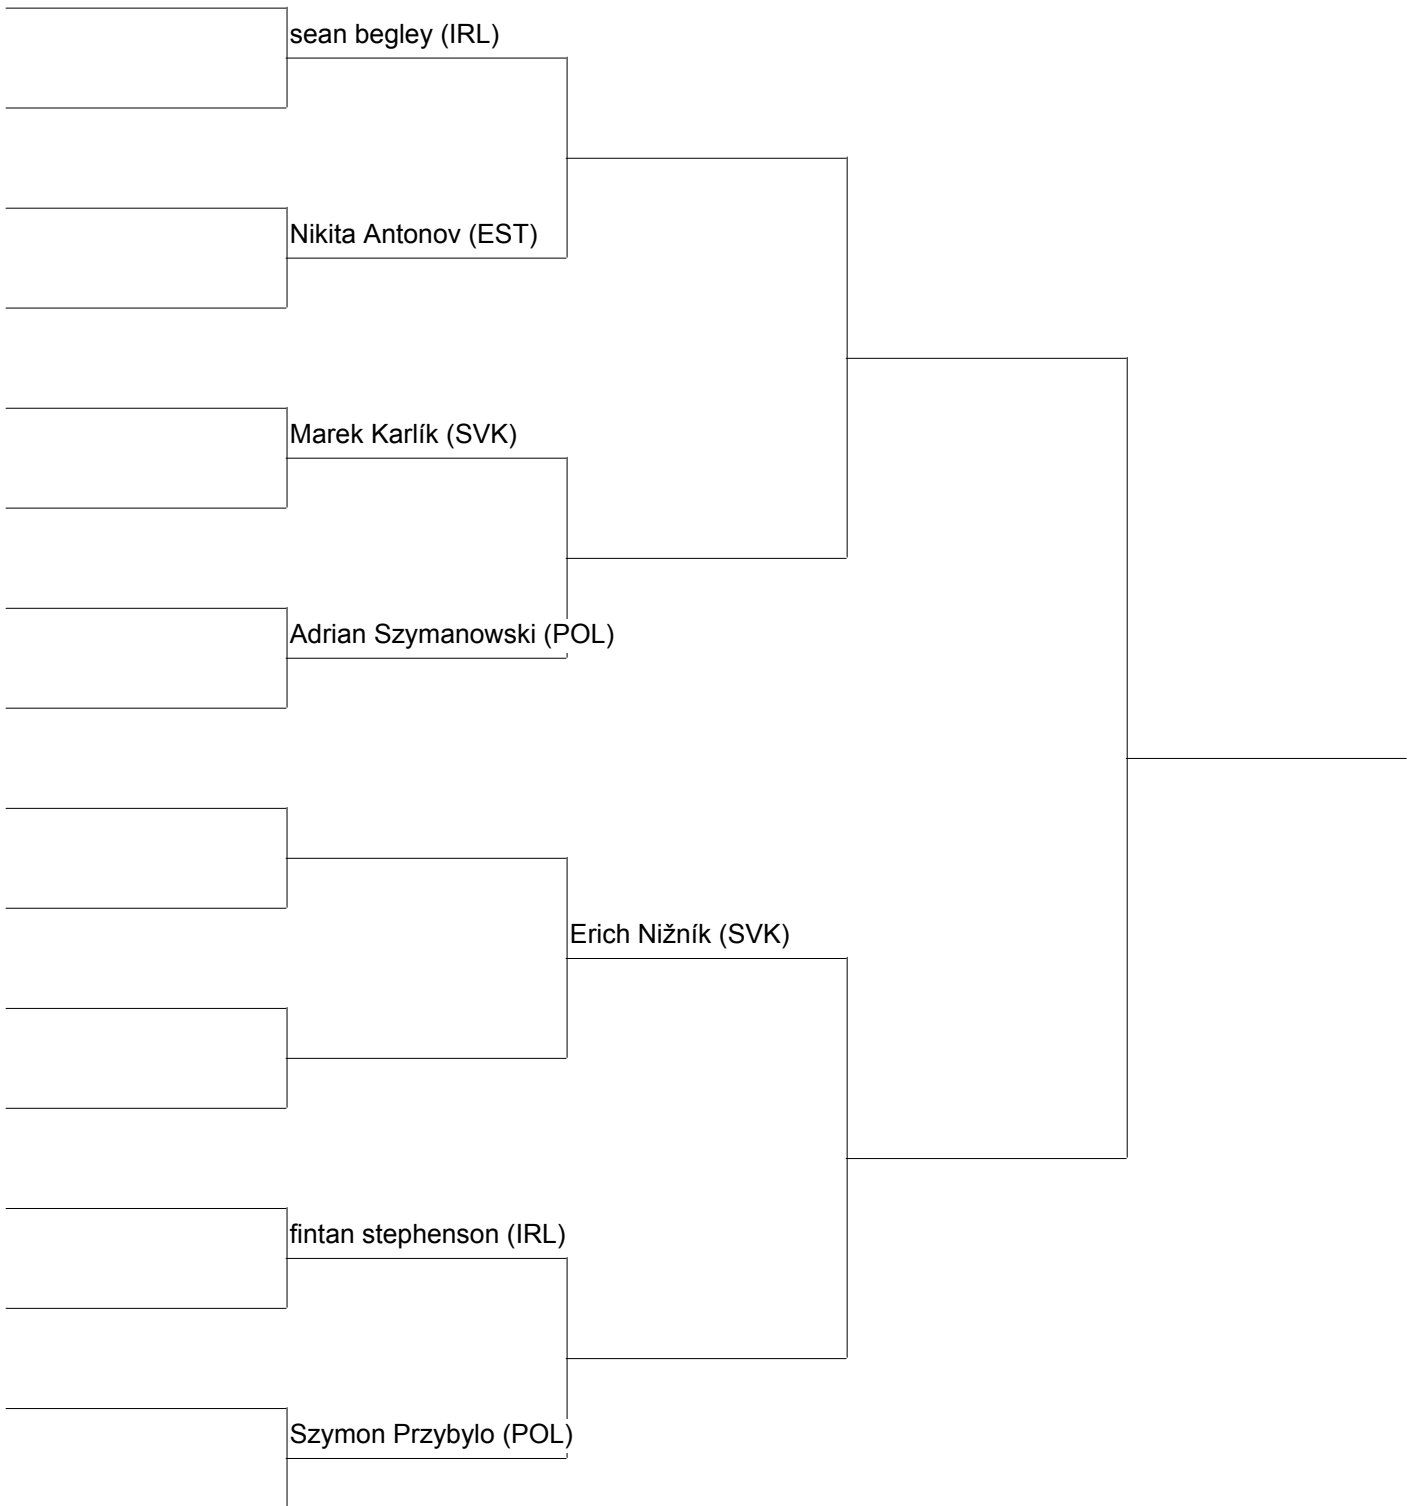 sean begley (IRL)
Nikita Antonov (EST)
Marek Karlík (SVK)
Adrian Szymanowski (POL)
Erich Nižník (SVK)
fintan stephenson (IRL)
Szymon Przybylo (POL)